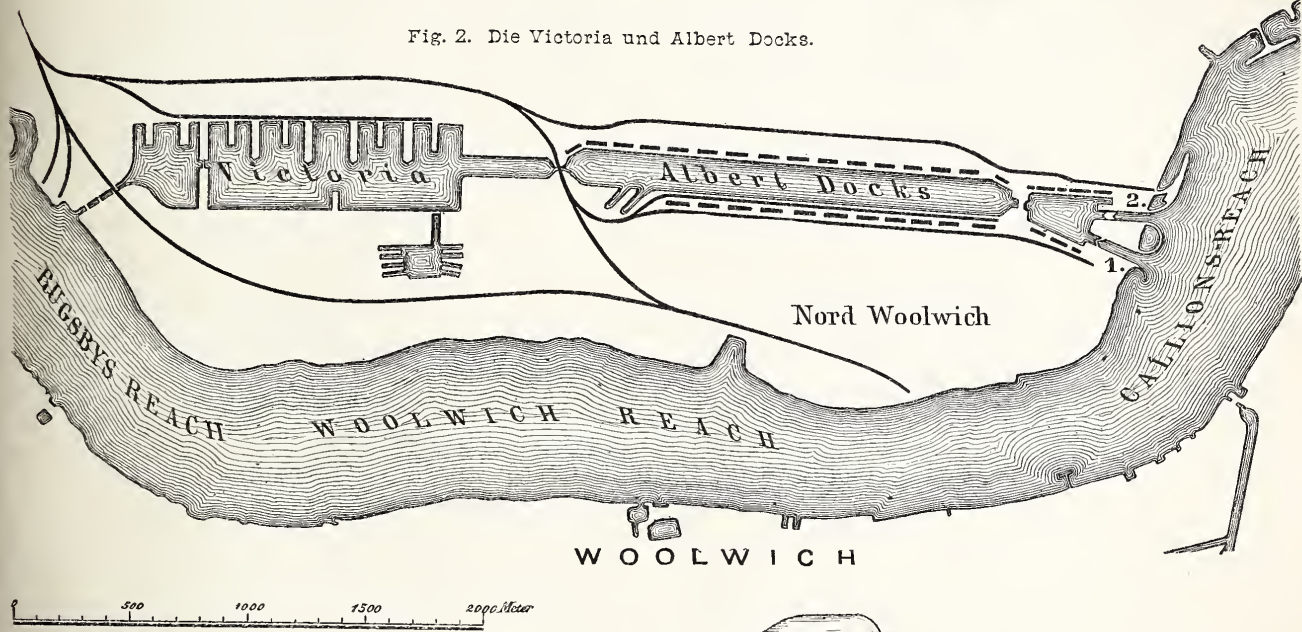 Fig. 2. Die Victoria und Albert Docks.
Victoria
Albert Docks
2.
1.
Nord Woolwich
BUGSBYS REACH
WOOLWICH REACH
GALLIONS-REACH
WOOLWICH
0 500 1000 1500 2000 Meter